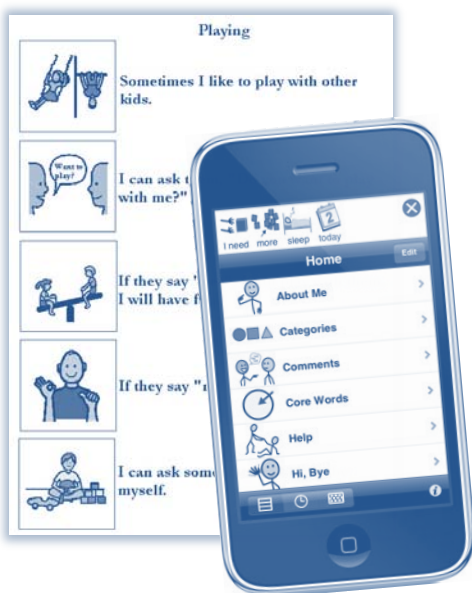 Playing
Sometimes I like to play with other
kids.
Want to
play?
I can ask
with me?"
If they say
I will have
If they say
I can ask
myself.
I need more sleep today
2
Home
Edit
About Me
Categories
Comments
Core Words
Help
Hi, Bye